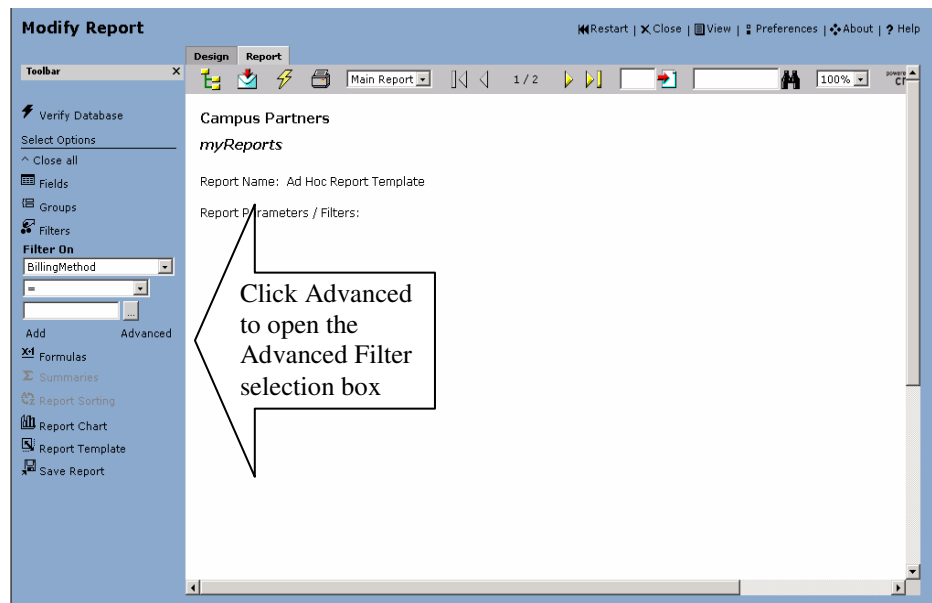 Modify Report
Restart | Close | View | Preferences | About | ? Help
Design Report
Toolbar X
Main Report 1 / 2 100%
Verify Database
Select Options
^ Close all
Fields
Groups
Filters
Filter On
BillingMethod
=
...
Add Advanced
Formulas
Σ Summaries
Report Sorting
Report Chart
Report Template
Save Report
Campus Partners
myReports
Report Name: Ad Hoc Report Template
Report Parameters / Filters:
Click Advanced
to open the
Advanced Filter
selection box